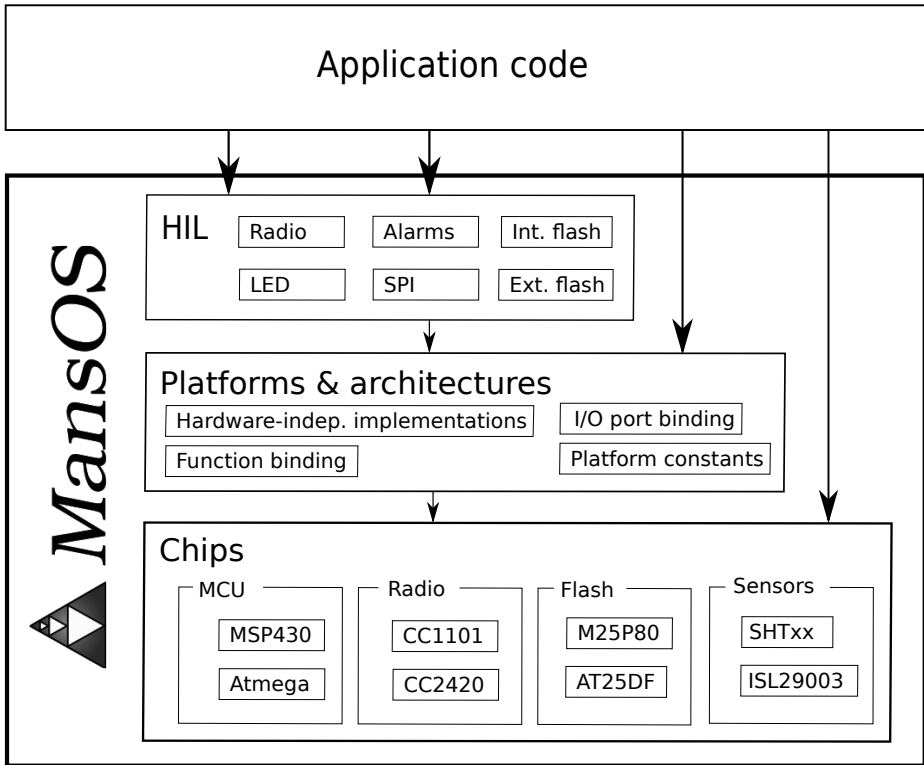 Application code
MansOS
HIL
Radio
Alarms
Int. flash
LED
SPI
Ext. flash
Platforms & architectures
Hardware-indep. implementations
I/O port binding
Function binding
Platform constants
Chips
MCU
MSP430
Atmega
Radio
CC1101
CC2420
Flash
M25P80
AT25DF
Sensors
SHTxx
ISL29003